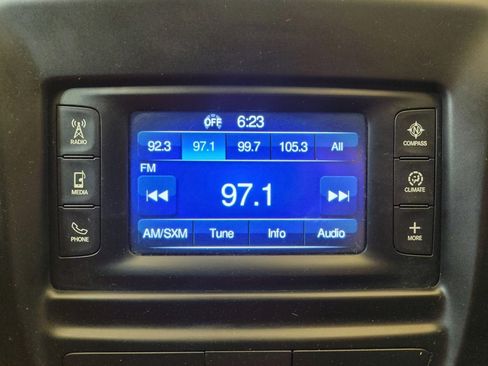 OFF 6:23
92.3 97.1 99.7 105.3 All
FM
97.1
AM/SXM Tune Info Audio
RADIO
MEDIA
PHONE
N
COMPASS
CLIMATE
+
MORE